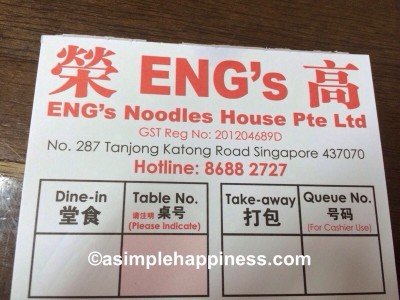 榮 ENG's 高
ENG's Noodles House Pte Ltd
GST Reg No: 201204689D
No. 287 Tanjong Katong Road Singapore 437070
Hotline: 8688 2727
Dine-in
堂食
Table No.
请注明 桌号
(Please indicate)
Take-away
打包
Queue No.
号码
(For Cashier Use)
©asimplehappiness.com